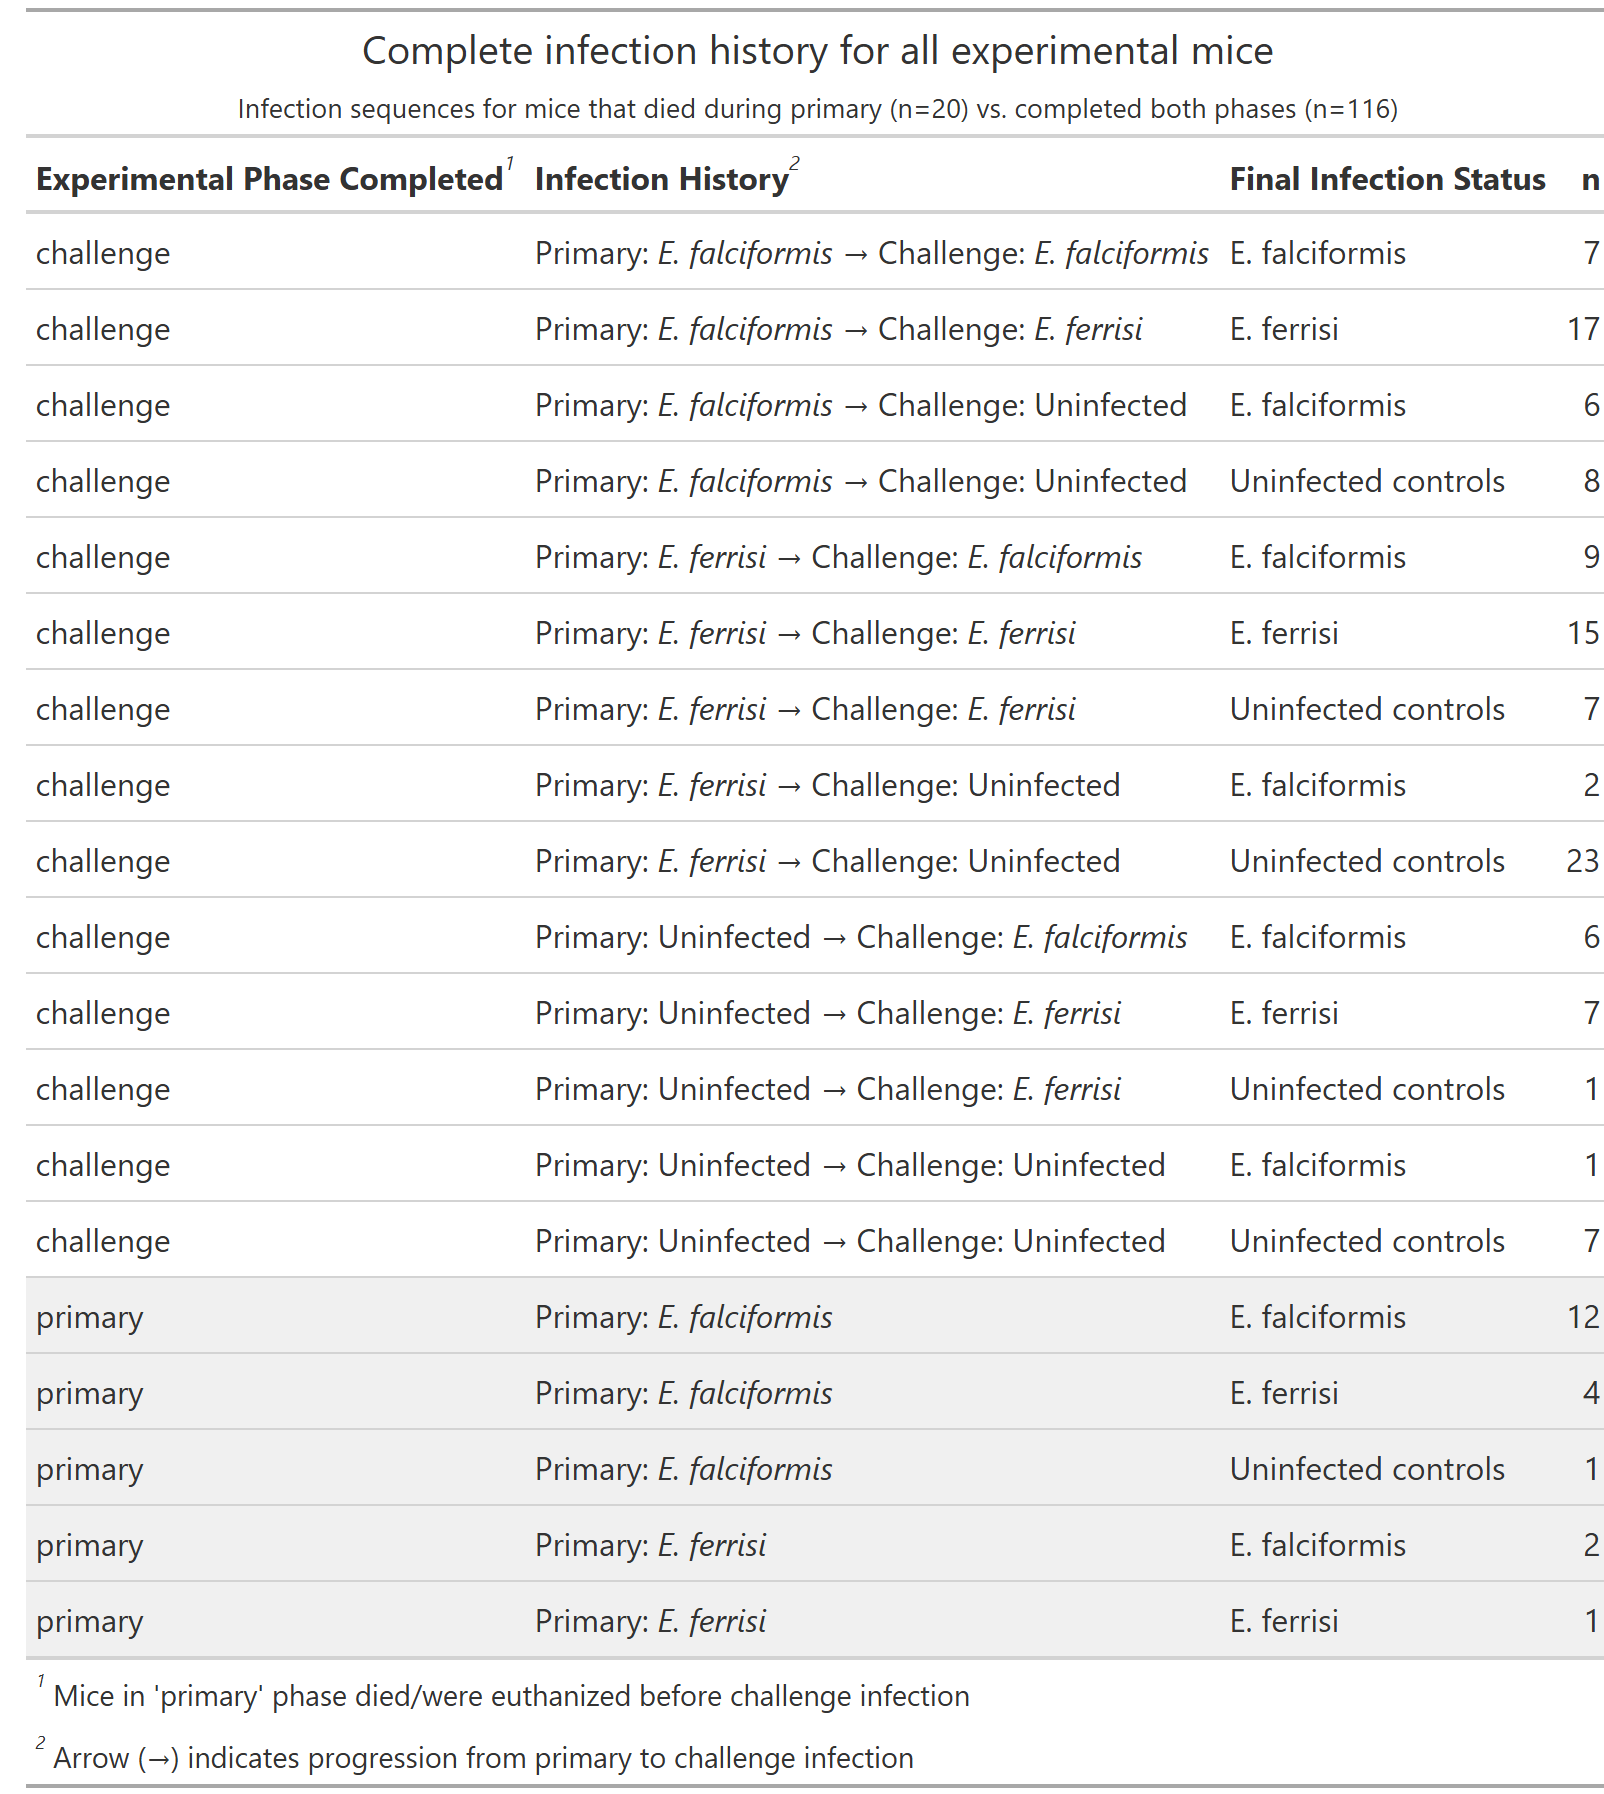 Complete infection history for all experimental mice
Infection sequences for mice that died during primary (n=20) vs. completed both phases (n=116)
Experimental Phase Completed1 Infection History2 Final Infection Status n
challenge Primary: E. falciformis → Challenge: E. falciformis E. falciformis 7
challenge Primary: E. falciformis → Challenge: E. ferrisi E. ferrisi 17
challenge Primary: E. falciformis → Challenge: Uninfected E. falciformis 6
challenge Primary: E. falciformis → Challenge: Uninfected Uninfected controls 8
challenge Primary: E. ferrisi → Challenge: E. falciformis E. falciformis 9
challenge Primary: E. ferrisi → Challenge: E. ferrisi E. ferrisi 15
challenge Primary: E. ferrisi → Challenge: E. ferrisi Uninfected controls 7
challenge Primary: E. ferrisi → Challenge: Uninfected E. falciformis 2
challenge Primary: E. ferrisi → Challenge: Uninfected Uninfected controls 23
challenge Primary: Uninfected → Challenge: E. falciformis E. falciformis 6
challenge Primary: Uninfected → Challenge: E. ferrisi E. ferrisi 7
challenge Primary: Uninfected → Challenge: E. ferrisi Uninfected controls 1
challenge Primary: Uninfected → Challenge: Uninfected E. falciformis 1
challenge Primary: Uninfected → Challenge: Uninfected Uninfected controls 7
primary Primary: E. falciformis E. falciformis 12
primary Primary: E. falciformis E. ferrisi 4
primary Primary: E. falciformis Uninfected controls 1
primary Primary: E. ferrisi E. falciformis 2
primary Primary: E. ferrisi E. ferrisi 1
1 Mice in 'primary' phase died/were euthanized before challenge infection
2 Arrow (→) indicates progression from primary to challenge infection